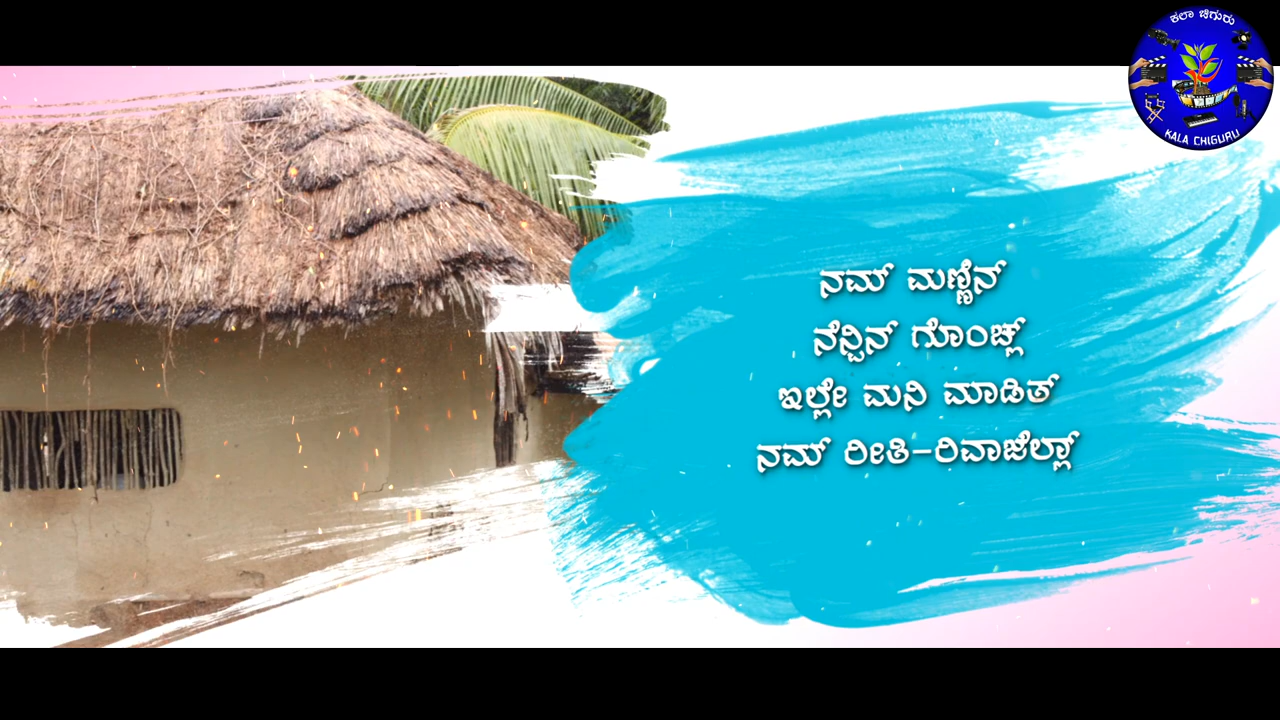 ಕಲಾ ಚಿಗುರು
KALA CHIGURU
ನಮ್ ಮಣ್ಣಿನ್
ನೆನ್ಪಿನ್ ಗೊಂಚ್ಲ್
ಇಲ್ಲೇ ಮನಿ ಮಾಡಿತ್
ನಮ್ ರೀತಿ-ರಿವಾಜೆಲ್ಲಾ್